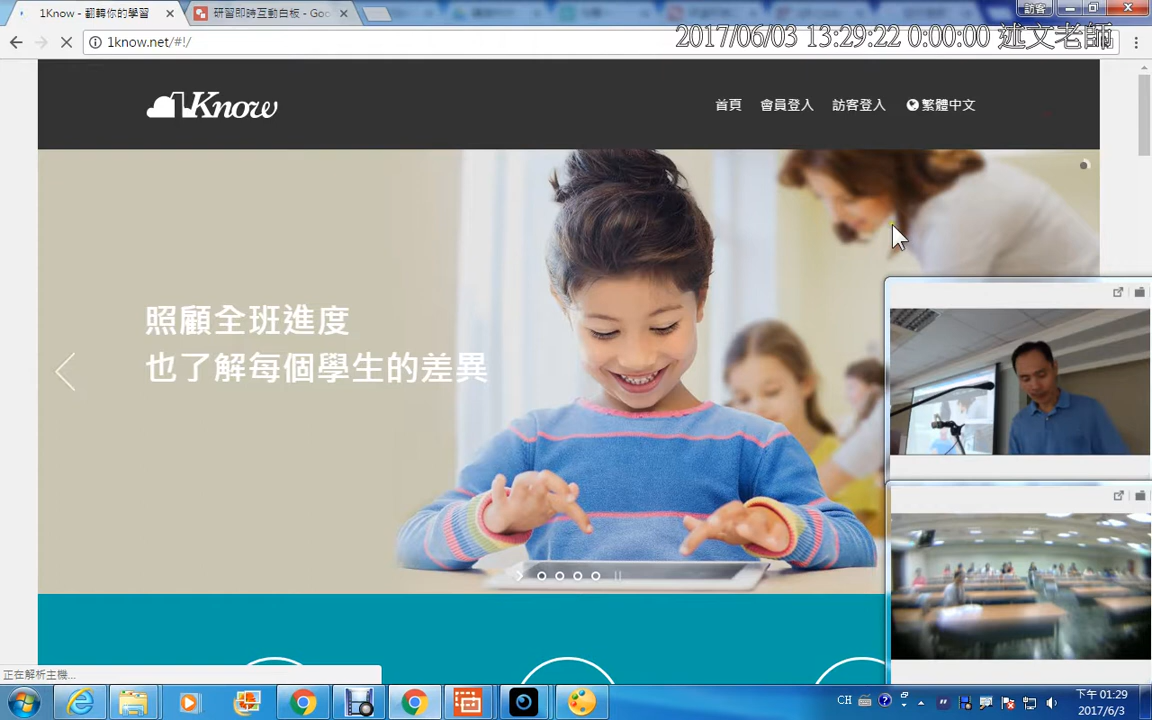 1Know - 翻轉你的學習
研習即時互動白板 - Goo
訪客
1know.net/#!/
2017/06/03 13:29:22 0:00:00 述文老師
1Know
首頁 會員登入 訪客登入 繁體中文
照顧全班進度
也了解每個學生的差異
正在解析主機...
CH
下午 01:29
2017/6/3